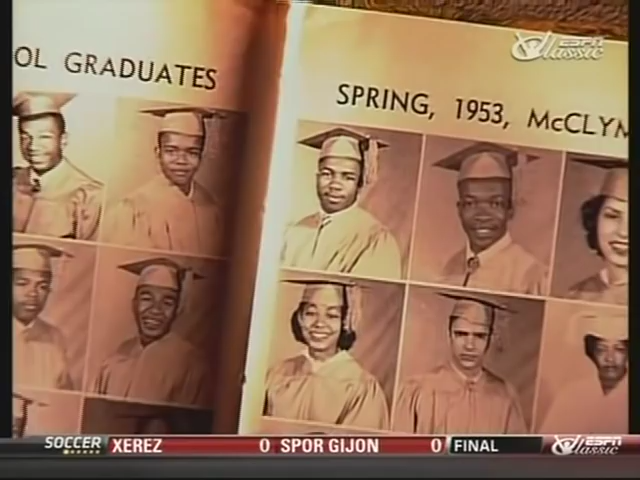 OL GRADUATES
SPRING, 1953, McCLYM
ESPN
Classic
SOCCER XEREZ 0 SPOR GIJON 0 FINAL
ESPN
Classic